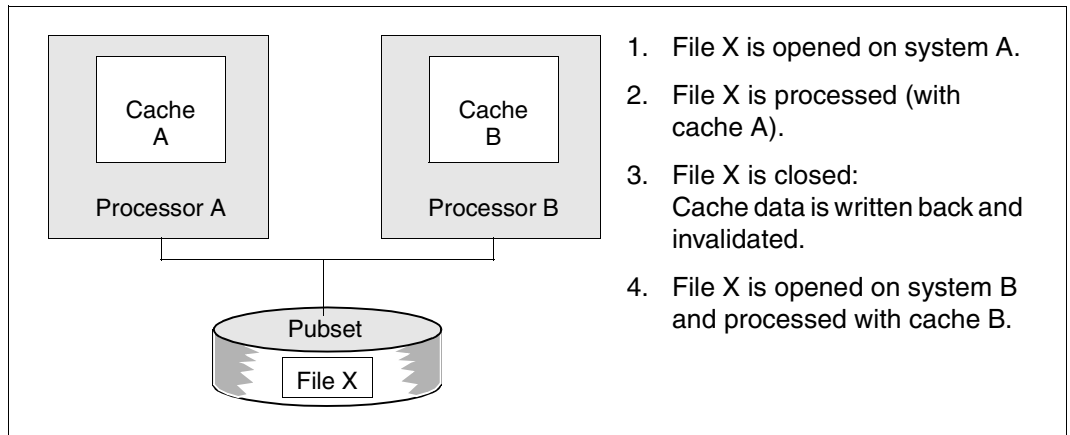 Cache
A
Processor A
Cache
B
Processor B
Pubset
File X
1. File X is opened on system A.
2. File X is processed (with
cache A).
3. File X is closed:
Cache data is written back and
invalidated.
4. File X is opened on system B
and processed with cache B.